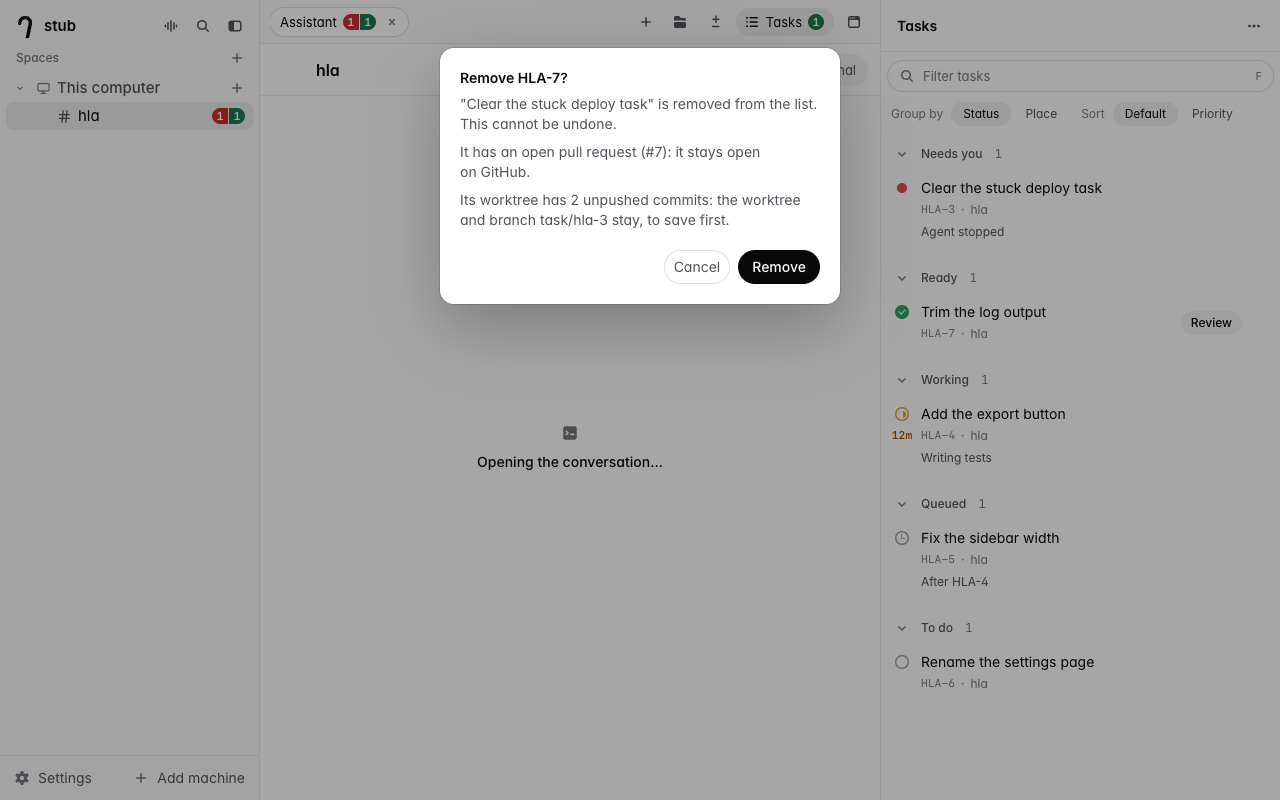 stub
Spaces
This computer
hla
1 1
Settings
Add machine
Assistant 1 1
Tasks 1
hla
nal
Remove HLA-7?
"Clear the stuck deploy task" is removed from the list.
This cannot be undone.
It has an open pull request (#7): it stays open
on GitHub.
Its worktree has 2 unpushed commits: the worktree
and branch task/hla-3 stay, to save first.
Cancel
Remove
Opening the conversation...
Tasks
Filter tasks
F
Group by Status Place Sort Default Priority
Needs you 1
Clear the stuck deploy task
HLA-3 · hla
Agent stopped
Ready 1
Trim the log output
HLA-7 · hla
Review
Working 1
Add the export button
12m HLA-4 · hla
Writing tests
Queued 1
Fix the sidebar width
HLA-5 · hla
After HLA-4
To do 1
Rename the settings page
HLA-6 · hla